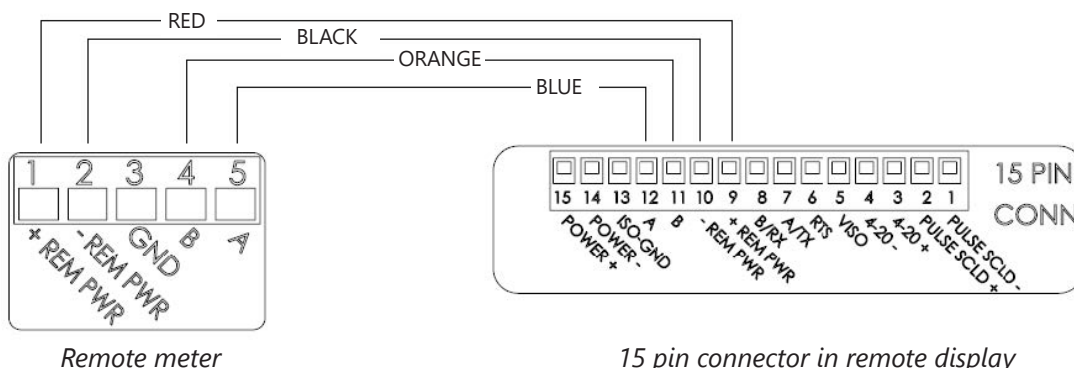 RED
BLACK
ORANGE
BLUE
1 2 3 4 5
+ REM PWR
- REM PWR
GND
B
A
15 14 13 12 11 10 9 8 7 6 5 4 3 2 1
POWER +
POWER -
ISO-GND
A
B
- REM PWR
+ REM PWR
B/RX
A/TX
RTS
VISO
4-20 -
4-20 +
PULSE SCLD +
PULSE SCLD -
15 PIN
CONN
Remote meter
15 pin connector in remote display